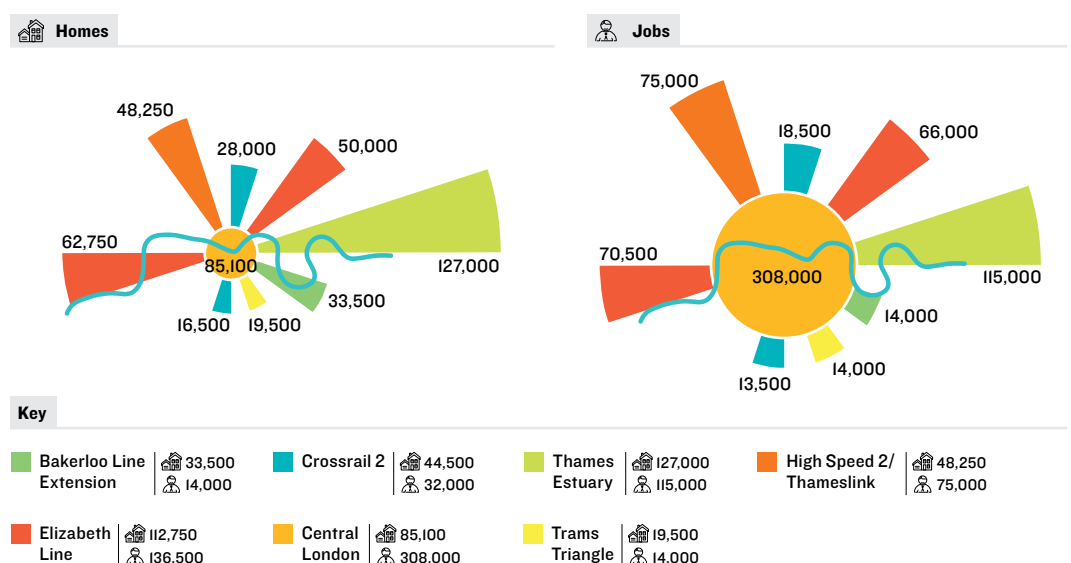 Homes
48,250
28,000
50,000
62,750
85,100
127,000
33,500
16,500
19,500
Jobs
75,000
18,500
66,000
70,500
308,000
115,000
14,000
14,000
13,500
Key
Bakerloo Line
Extension
33,500
14,000
Crossrail 2
44,500
32,000
Thames
Estuary
127,000
115,000
High Speed 2/
Thameslink
48,250
75,000
Elizabeth
Line
112,750
136,500
Central
London
85,100
308,000
Trams
Triangle
19,500
14,000